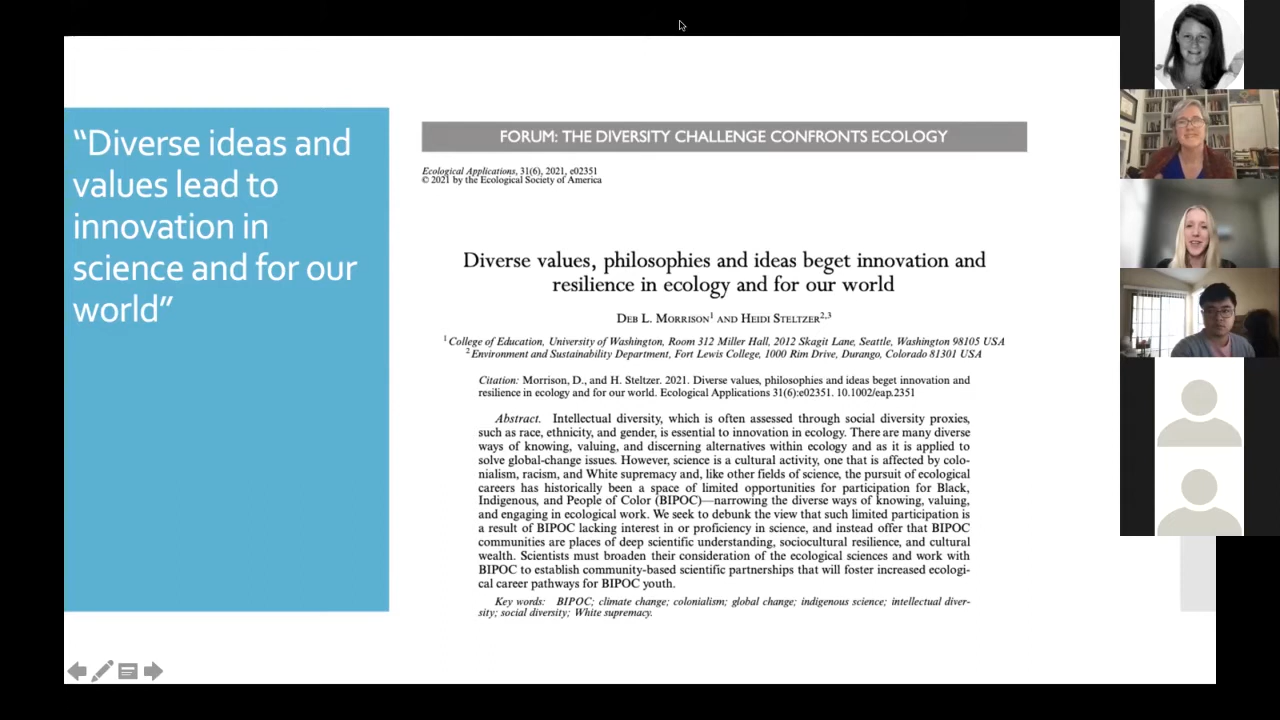 “Diverse ideas and
values lead to
innovation in
science and for our
world”
FORUM: THE DIVERSITY CHALLENGE CONFRONTS ECOLOGY
Ecological Applications, 31(6), 2021, e02351
© 2021 by the Ecological Society of America
Diverse values, philosophies and ideas beget innovation and
resilience in ecology and for our world
DEB L. MORRISON¹ AND HEIDI STELTZER²,³
¹ College of Education, University of Washington, Room 312 Miller Hall, 2012 Skagit Lane, Seattle, Washington 98105 USA
² Environment and Sustainability Department, Fort Lewis College, 1000 Rim Drive, Durango, Colorado 81301 USA
Citation: Morrison, D., and H. Steltzer. 2021. Diverse values, philosophies and ideas beget innovation and
resilience in ecology and for our world. Ecological Applications 31(6):e02351. 10.1002/eap.2351
Abstract. Intellectual diversity, which is often assessed through social diversity proxies,
such as race, ethnicity, and gender, is essential to innovation in ecology. There are many diverse
ways of knowing, valuing, and discerning alternatives within ecology and as it is applied to
solve global-change issues. However, science is a cultural activity, one that is affected by colo-
nialism, racism, and White supremacy and, like other fields of science, the pursuit of ecological
careers has historically been a space of limited opportunities for participation for Black,
Indigenous, and People of Color (BIPOC)—narrowing the diverse ways of knowing, valuing,
and engaging in ecological work. We seek to debunk the view that such limited participation is
a result of BIPOC lacking interest in or proficiency in science, and instead offer that BIPOC
communities are places of deep scientific understanding, sociocultural resilience, and cultural
wealth. Scientists must broaden their consideration of the ecological sciences and work with
BIPOC to establish community-based scientific partnerships that will foster increased ecologi-
cal career pathways for BIPOC youth.
Key words: BIPOC; climate change; colonialism; global change; indigenous science; intellectual diver-
sity; social diversity; White supremacy.